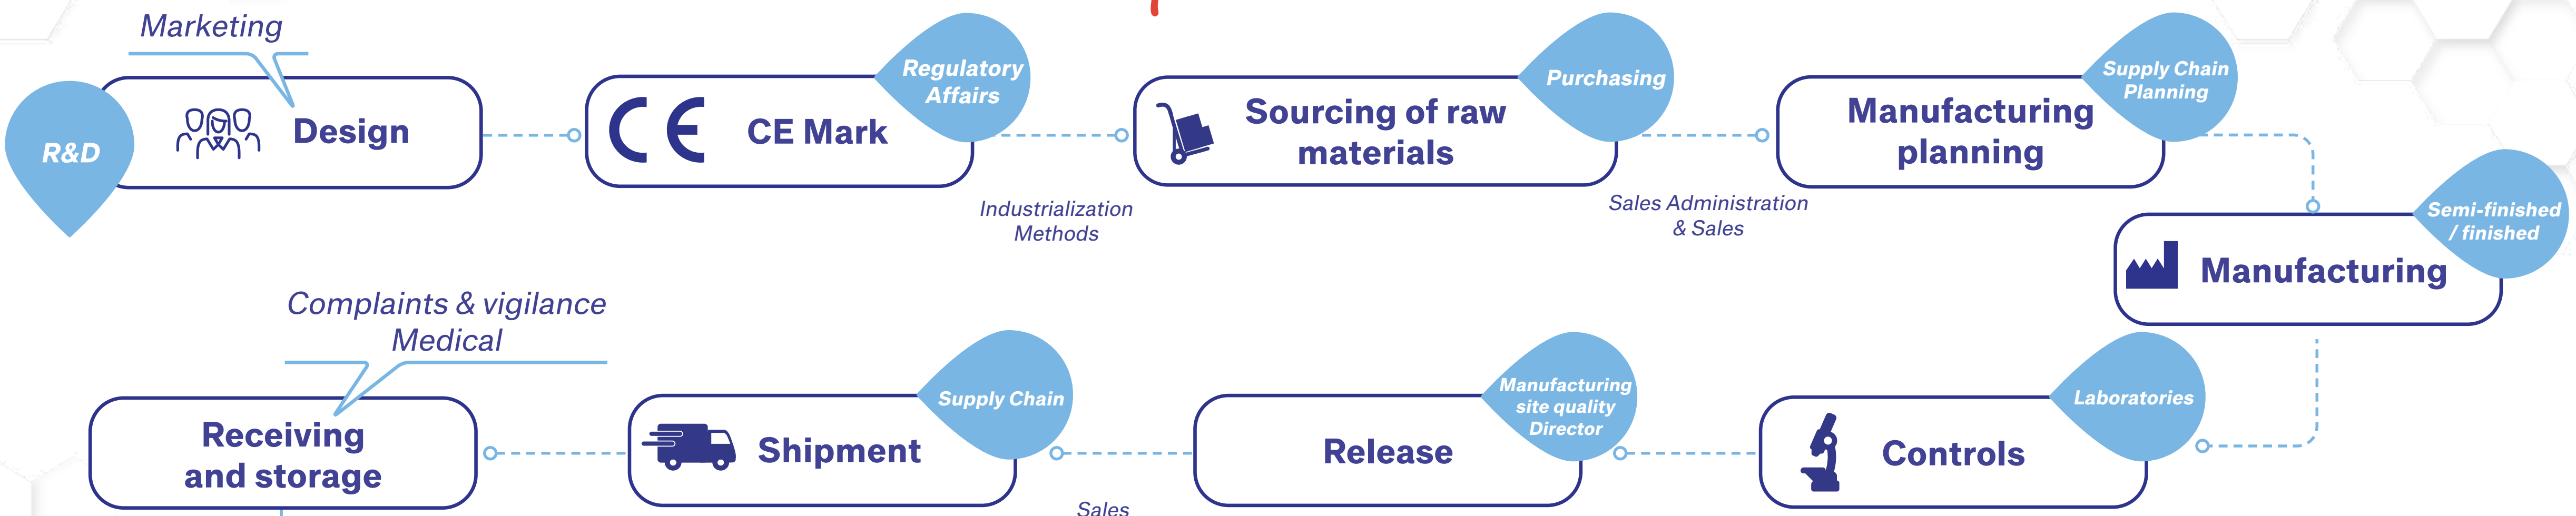 Marketing
R&D
Design
CE
CE Mark
Regulatory
Affairs
Industrialization
Methods
Sourcing of raw
materials
Purchasing
Sales Administration
& Sales
Manufacturing
planning
Supply Chain
Planning
Semi-finished
/ finished
Manufacturing
Complaints & vigilance
Medical
Receiving
and storage
Shipment
Supply Chain
Sales
Release
Manufacturing
site quality
Director
Controls
Laboratories